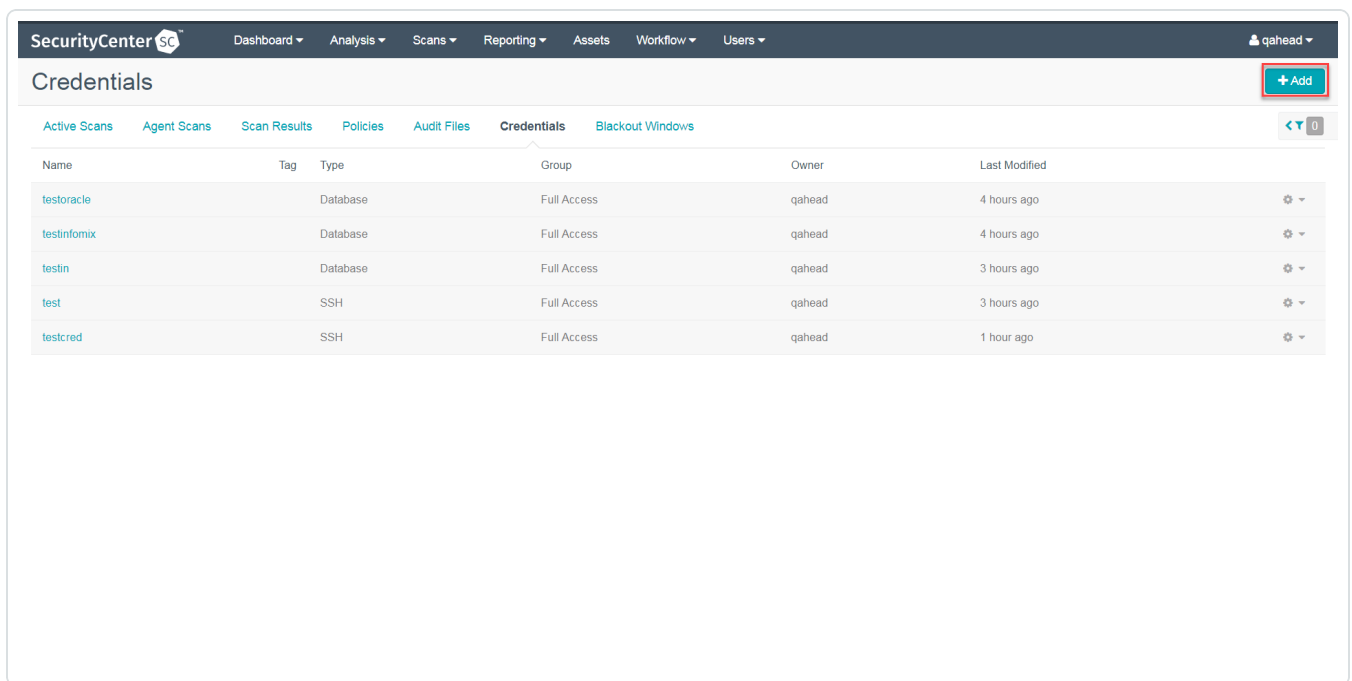 SecurityCenter SC™ Dashboard Analysis Scans Reporting Assets Workflow Users qahead
Credentials + Add
Active Scans Agent Scans Scan Results Policies Audit Files Credentials Blackout Windows 0
Name Tag Type Group Owner Last Modified
testoracle Database Full Access qahead 4 hours ago
testinfomix Database Full Access qahead 4 hours ago
testin Database Full Access qahead 3 hours ago
test SSH Full Access qahead 3 hours ago
testcred SSH Full Access qahead 1 hour ago